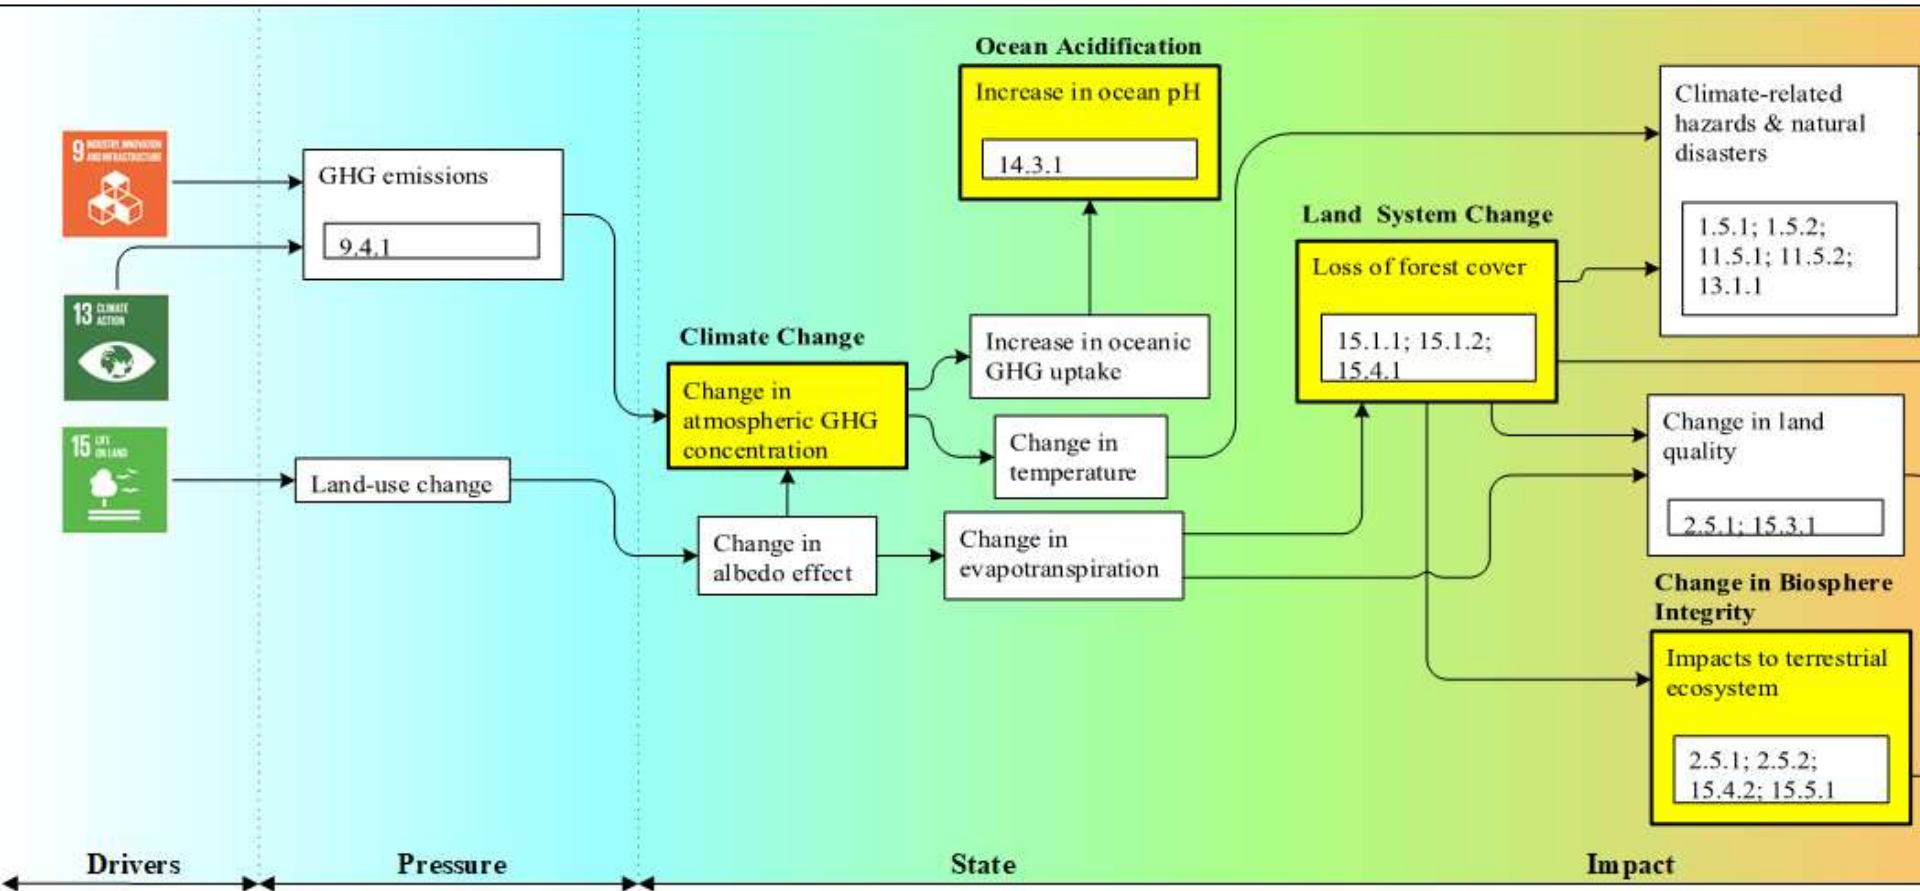 Ocean Acidification
Increase in ocean pH
14.3.1
Climate-related
hazards & natural
disasters
1.5.1; 1.5.2;
11.5.1; 11.5.2;
13.1.1
9 INDUSTRY, INNOVATION
AND INFRASTRUCTURE
GHG emissions
9.4.1
Land System Change
Loss of forest cover
15.1.1; 15.1.2;
15.4.1
13 CLIMATE
ACTION
Climate Change
Change in
atmospheric GHG
concentration
Increase in oceanic
GHG uptake
Change in
temperature
Change in land
quality
2.5.1; 15.3.1
15 LIFE
ON LAND
Land-use change
Change in
albedo effect
Change in
evapotranspiration
Change in Biosphere
Integrity
Impacts to terrestrial
ecosystem
2.5.1; 2.5.2;
15.4.2; 15.5.1
Drivers
Pressure
State
Impact